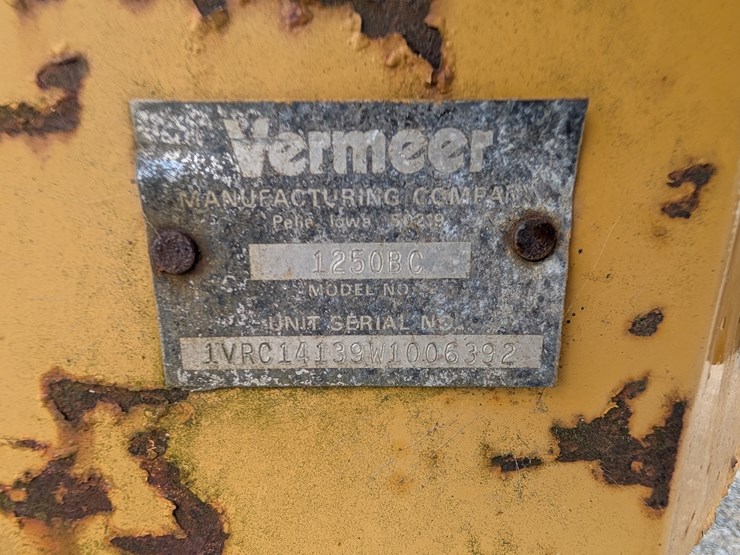 Vermeer
MANUFACTURING COMPANY
Pella, Iowa 50219
1250BC
MODEL NO.
UNIT SERIAL NO.
1VRC14139W1006392